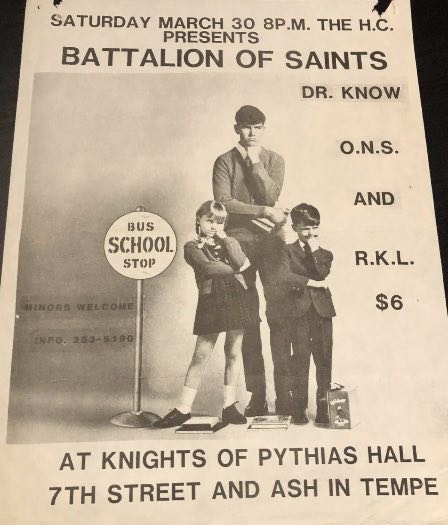 SATURDAY MARCH 30 8P.M. THE H.C.
PRESENTS
BATTALION OF SAINTS
DR. KNOW
O.N.S.
AND
R.K.L.
$6
BUS
SCHOOL
STOP
MINORS WELCOME
INFO. 283-5190
AT KNIGHTS OF PYTHIAS HALL
7TH STREET AND ASH IN TEMPE